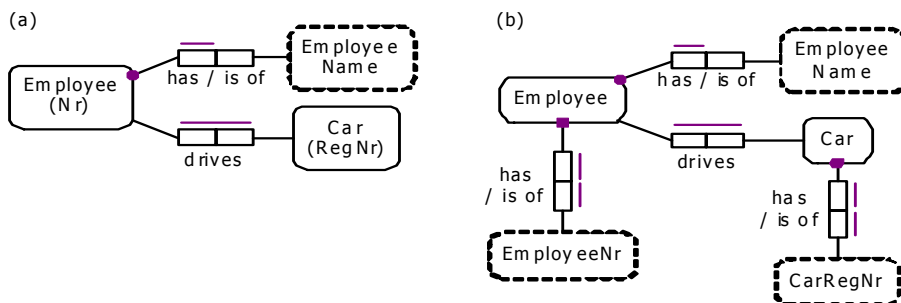 (a)
Employee
(Nr)
has / is of
Employee
Name
drives
Car
(RegNr)
(b)
Employee
has / is of
Employee
Name
drives
Car
has
/ is of
EmployeeNr
has
/ is of
CarRegNr